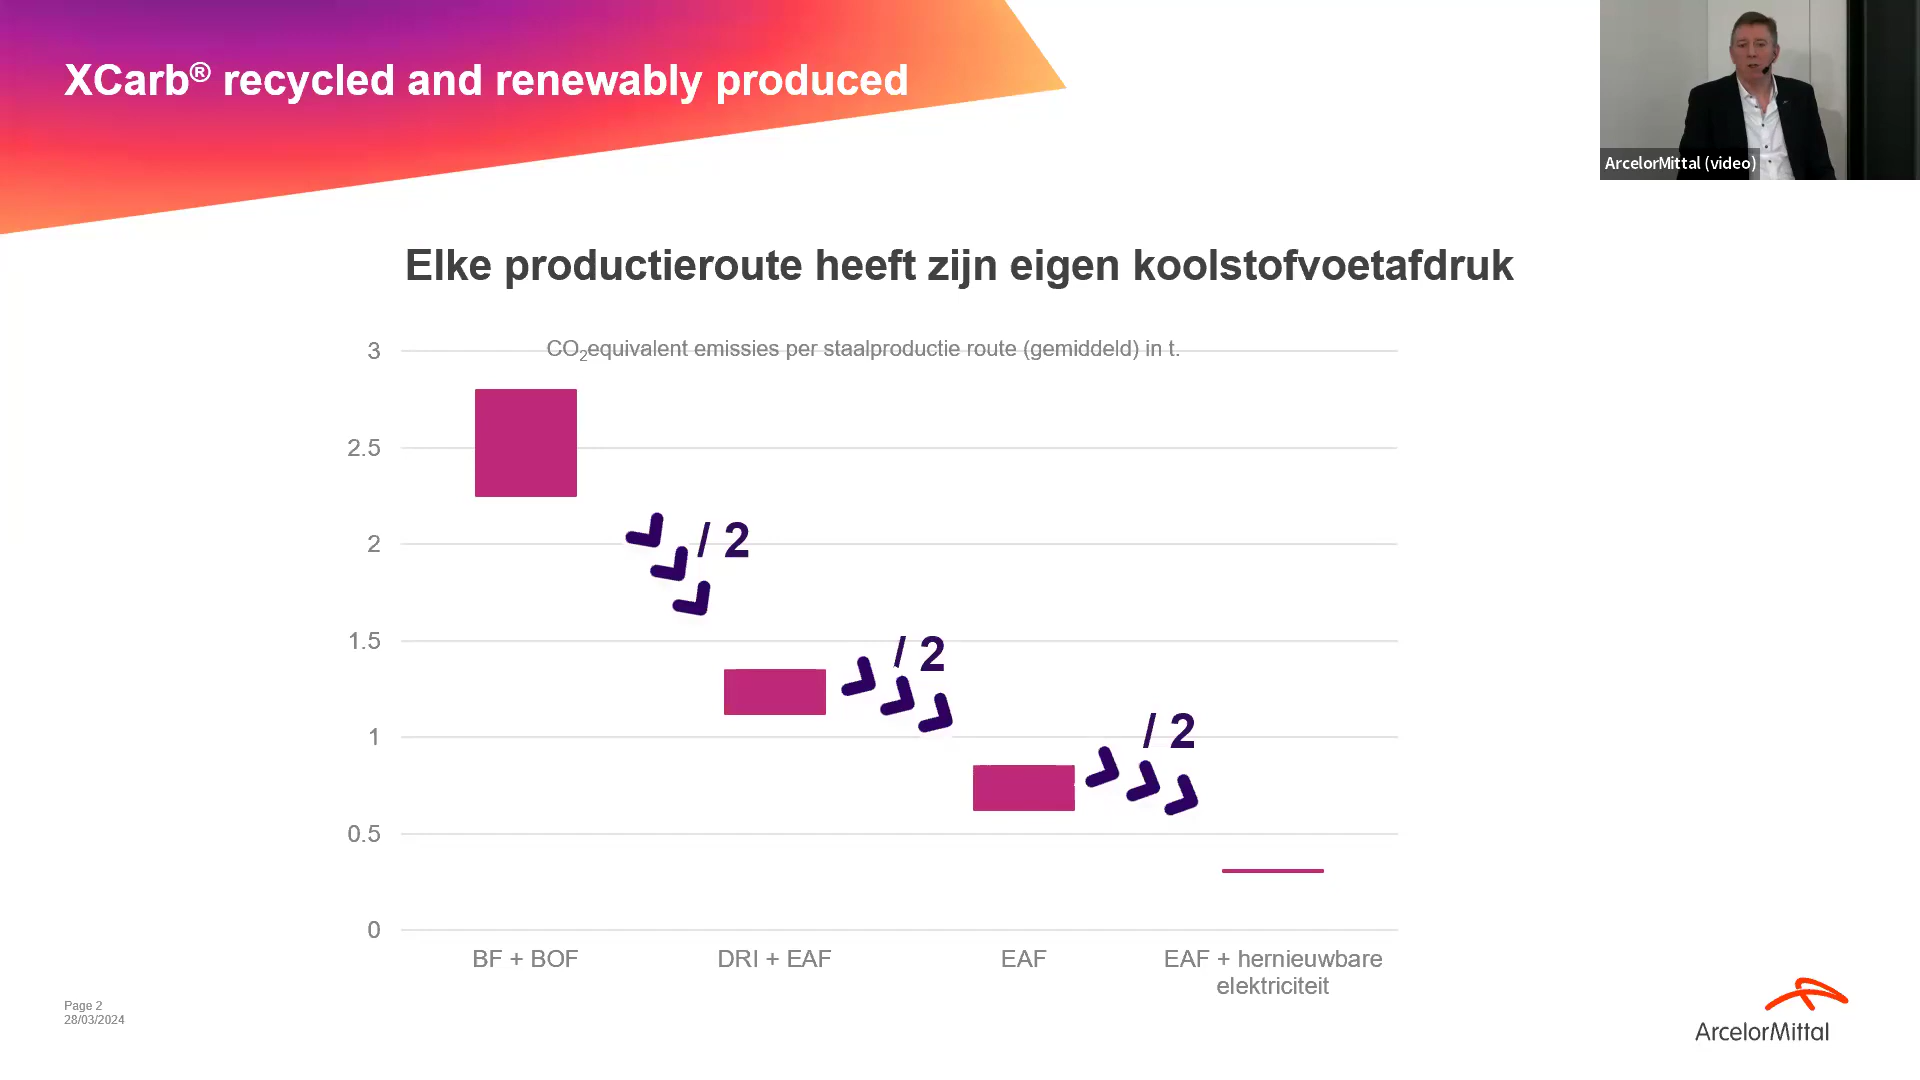 XCarb® recycled and renewably produced
ArcelorMittal (video)
Elke productieroute heeft zijn eigen koolstofvoetafdruk
CO₂equivalent emissies per staalproductie route (gemiddeld) in t.
3
2.5
2
1.5
1
0.5
0
/ 2
/ 2
/ 2
BF + BOF
DRI + EAF
EAF
EAF + hernieuwbare
elektriciteit
Page 2
28/03/2024
ArcelorMittal